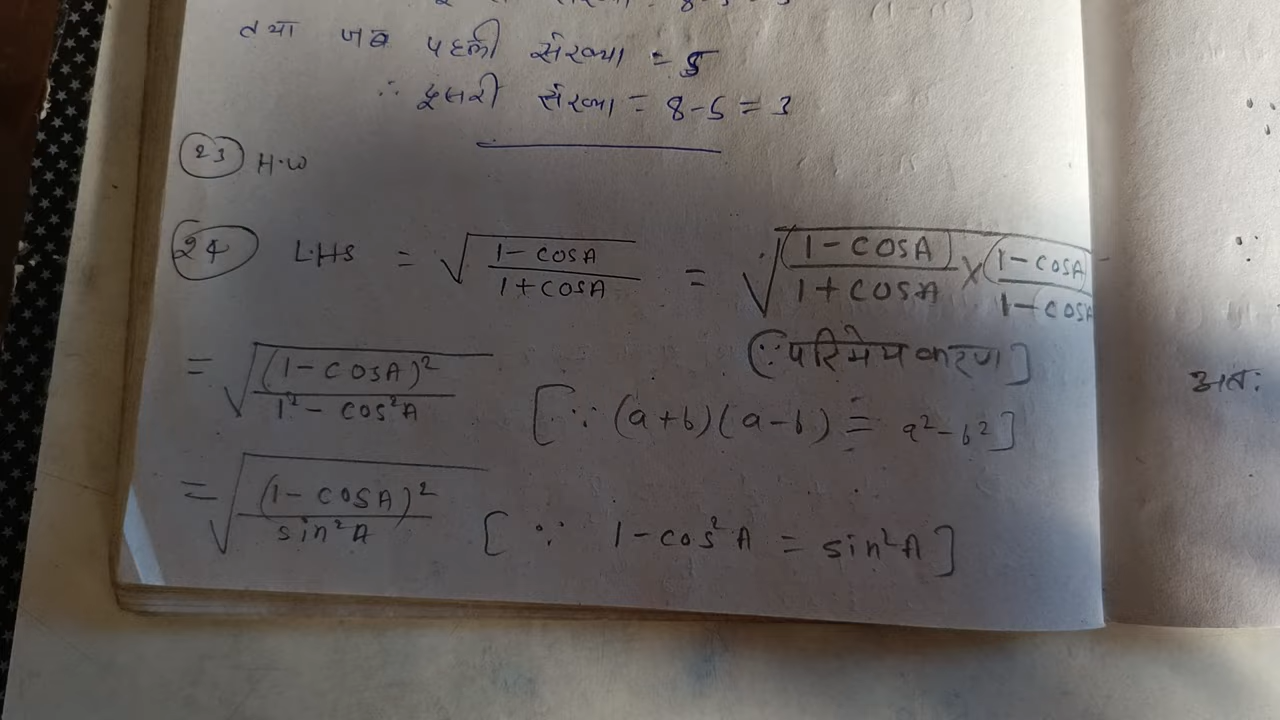 तथा जब पहली संख्या = 5
∴ दूसरी संख्या = 8-5 = 3
(23) H.W
(24) L.H.S = √((1-COSA)/(1+COSA)) = √((1-COSA)/(1+COSA) × (1-COSA)/(1-COSA))
[∵ परिमेयकरण]
= √((1-COSA)²/(1²-COS²A)) [∵ (a+b)(a-b) = a²-b²]
= √((1-COSA)²/sin²A) [∵ 1-cos²A = sin²A]
अतः